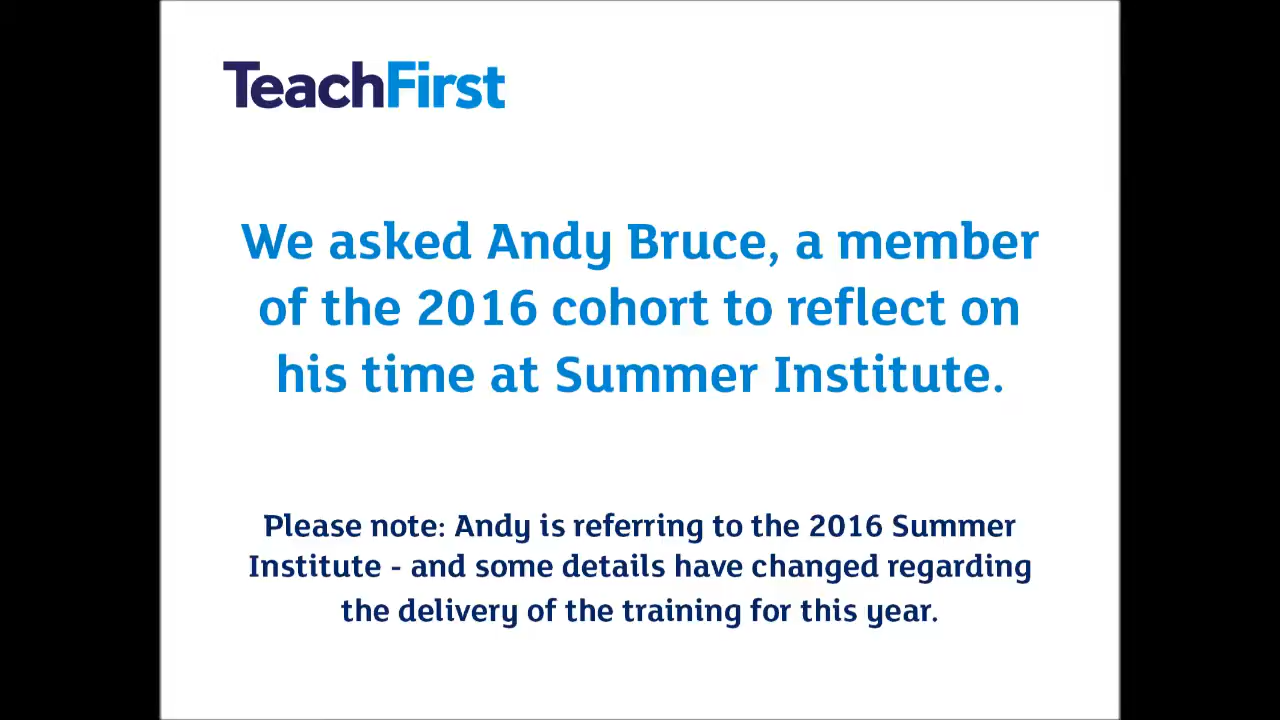 TeachFirst
We asked Andy Bruce, a member
of the 2016 cohort to reflect on
his time at Summer Institute.
Please note: Andy is referring to the 2016 Summer
Institute - and some details have changed regarding
the delivery of the training for this year.